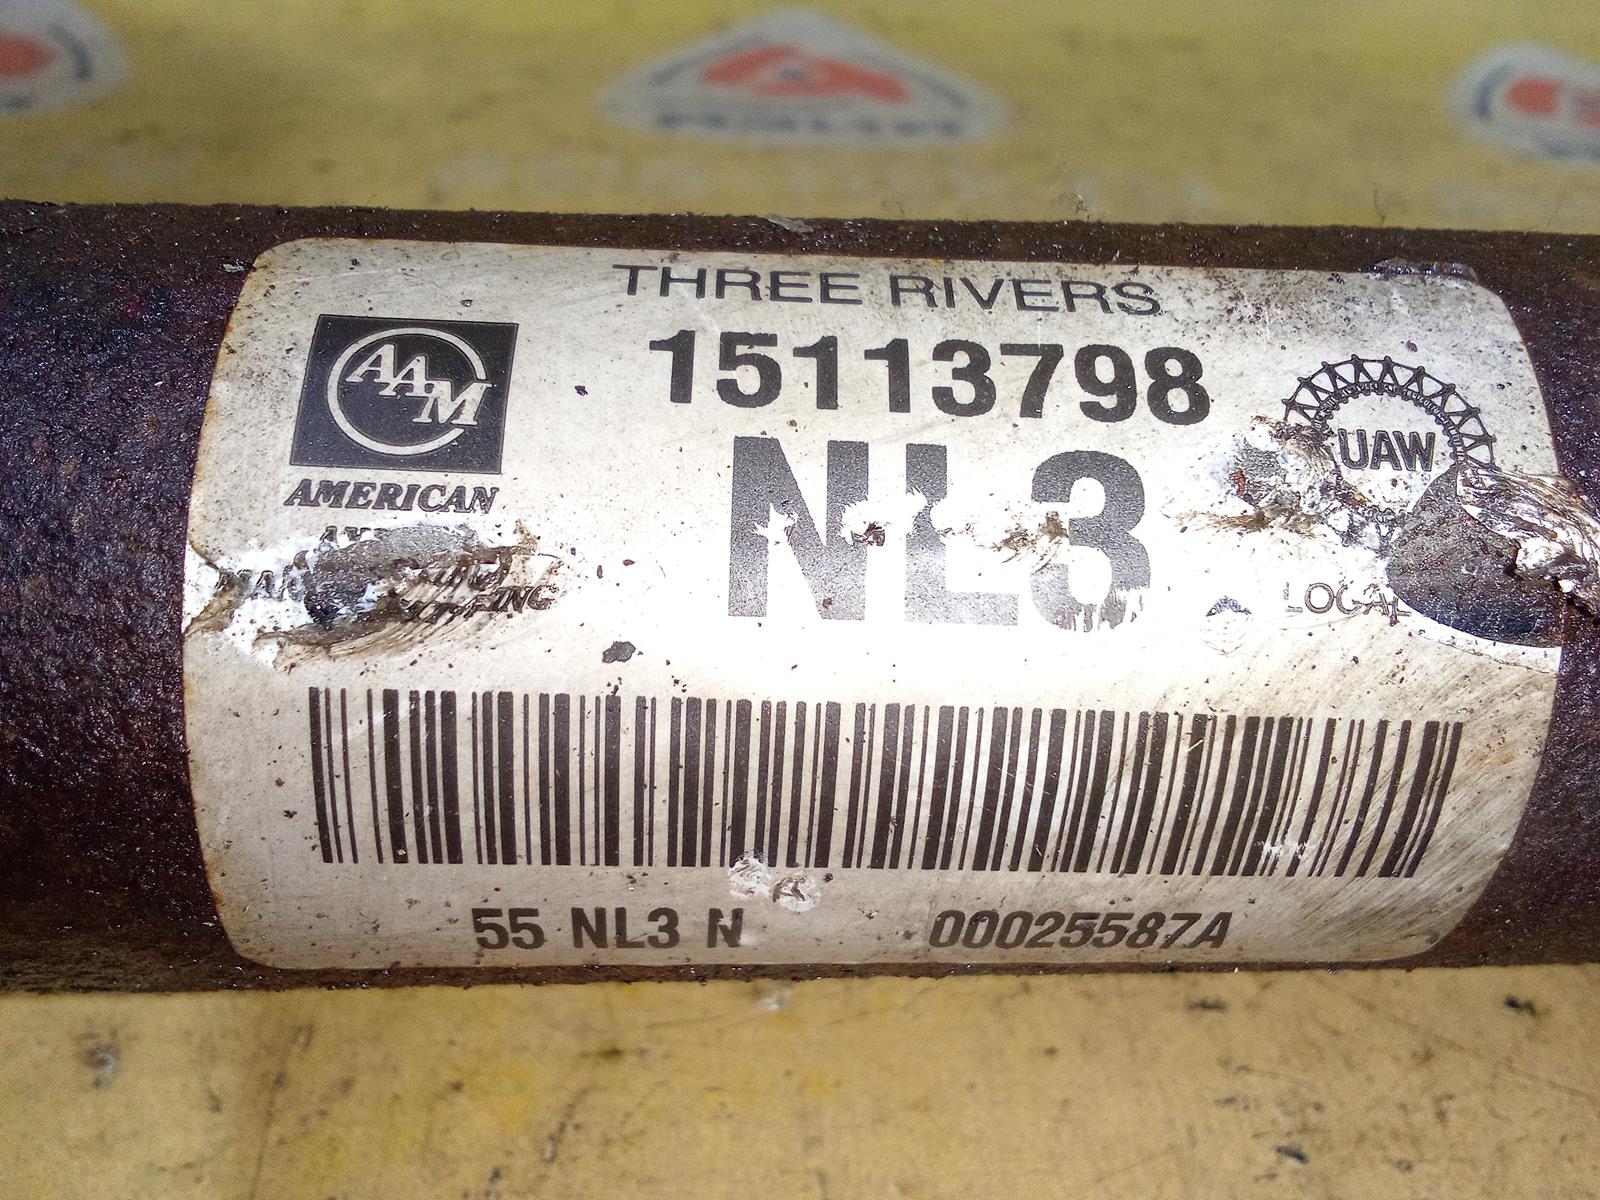 THREE RIVERS
15113798
AAM
AMERICAN
NL3
UAW
LOCAL
55 NL3 N 00025587A